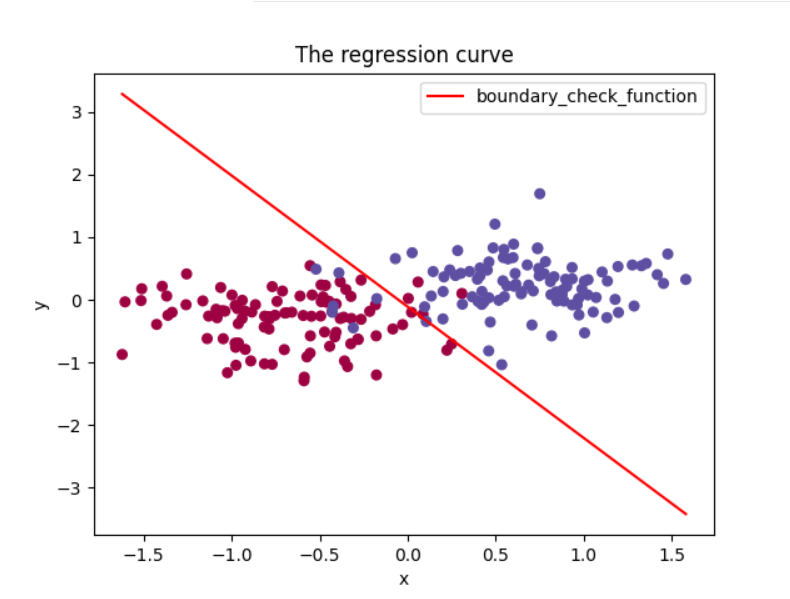 The regression curve
boundary_check_function
3
2
1
0
−1
−2
−3
y
−1.5 −1.0 −0.5 0.0 0.5 1.0 1.5
x